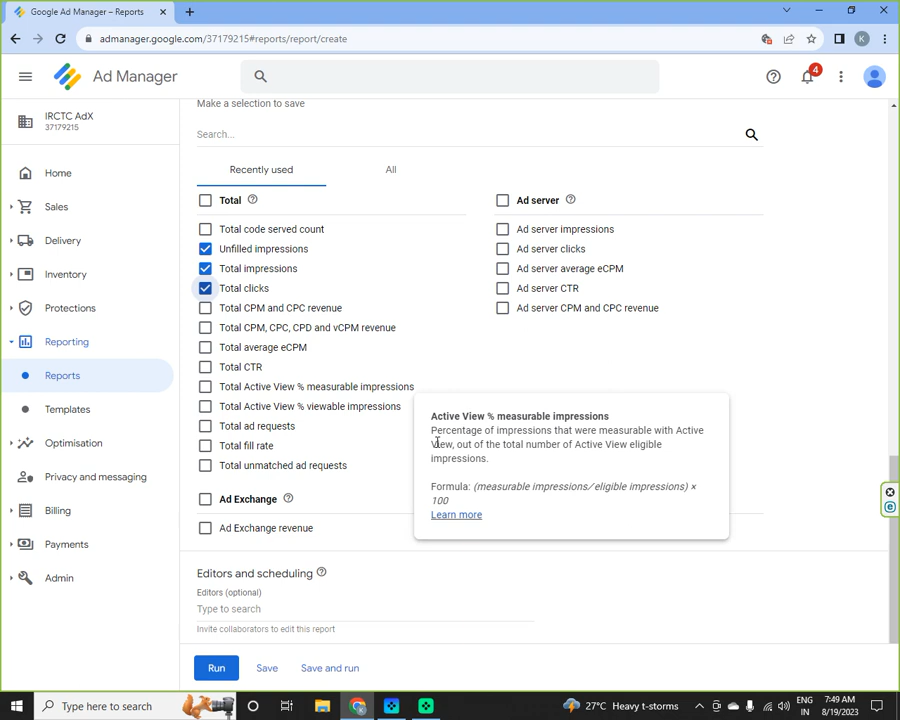 Google Ad Manager – Reports
admanager.google.com/37179215#reports/report/create
K
Ad Manager
4
IRCTC AdX
37179215
Home
Sales
Delivery
Inventory
Protections
Reporting
Reports
Templates
Optimisation
Privacy and messaging
Billing
Payments
Admin
Make a selection to save
Search...
Recently used
All
Total
Total code served count
Unfilled impressions
Total impressions
Total clicks
Total CPM and CPC revenue
Total CPM, CPC, CPD and vCPM revenue
Total average eCPM
Total CTR
Total Active View % measurable impressions
Total Active View % viewable impressions
Total ad requests
Total fill rate
Total unmatched ad requests
Ad Exchange
Ad Exchange revenue
Ad server
Ad server impressions
Ad server clicks
Ad server average eCPM
Ad server CTR
Ad server CPM and CPC revenue
Active View % measurable impressions
Percentage of impressions that were measurable with Active
View, out of the total number of Active View eligible
impressions.
Formula: (measurable impressions/eligible impressions) ×
100
Learn more
Editors and scheduling
Editors (optional)
Type to search
Invite collaborators to edit this report
Run
Save
Save and run
Type here to search
27°C Heavy t-storms
ENG
IN
7:49 AM
8/19/2023